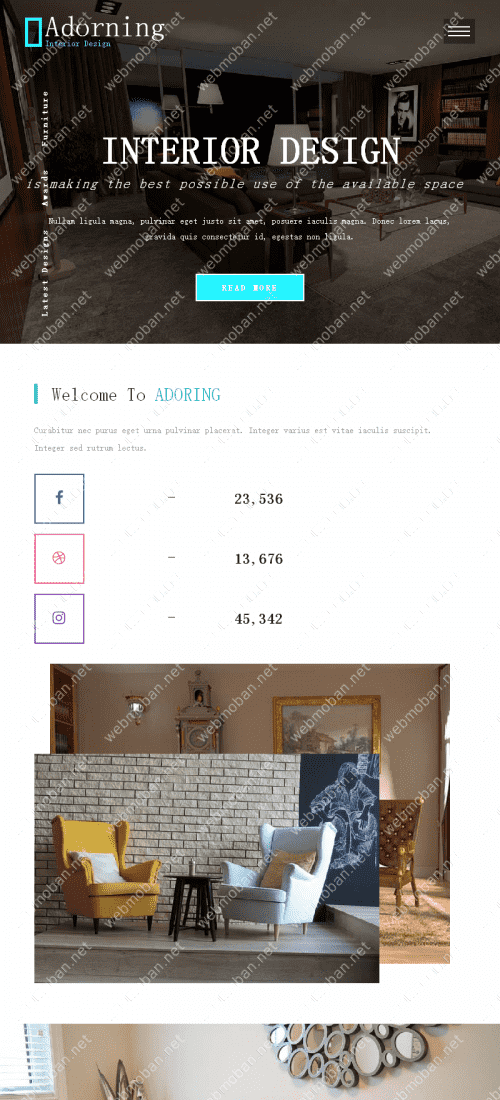 Adorning
Interior Design
Latest Designs Awards Furniture
INTERIOR DESIGN
is making the best possible use of the available space
Nullam ligula magna, pulvinar eget justo sit amet, posuere iaculis magna. Donec lorem lacus,
gravida quis consectetur id, egestas non ligula.
READ MORE
Welcome To ADORING
Curabitur nec purus eget urna pulvinar placerat. Integer varius est vitae iaculis suscipit.
Integer sed rutrum lectus.
– 23,536
– 13,676
– 45,342
webmoban.net